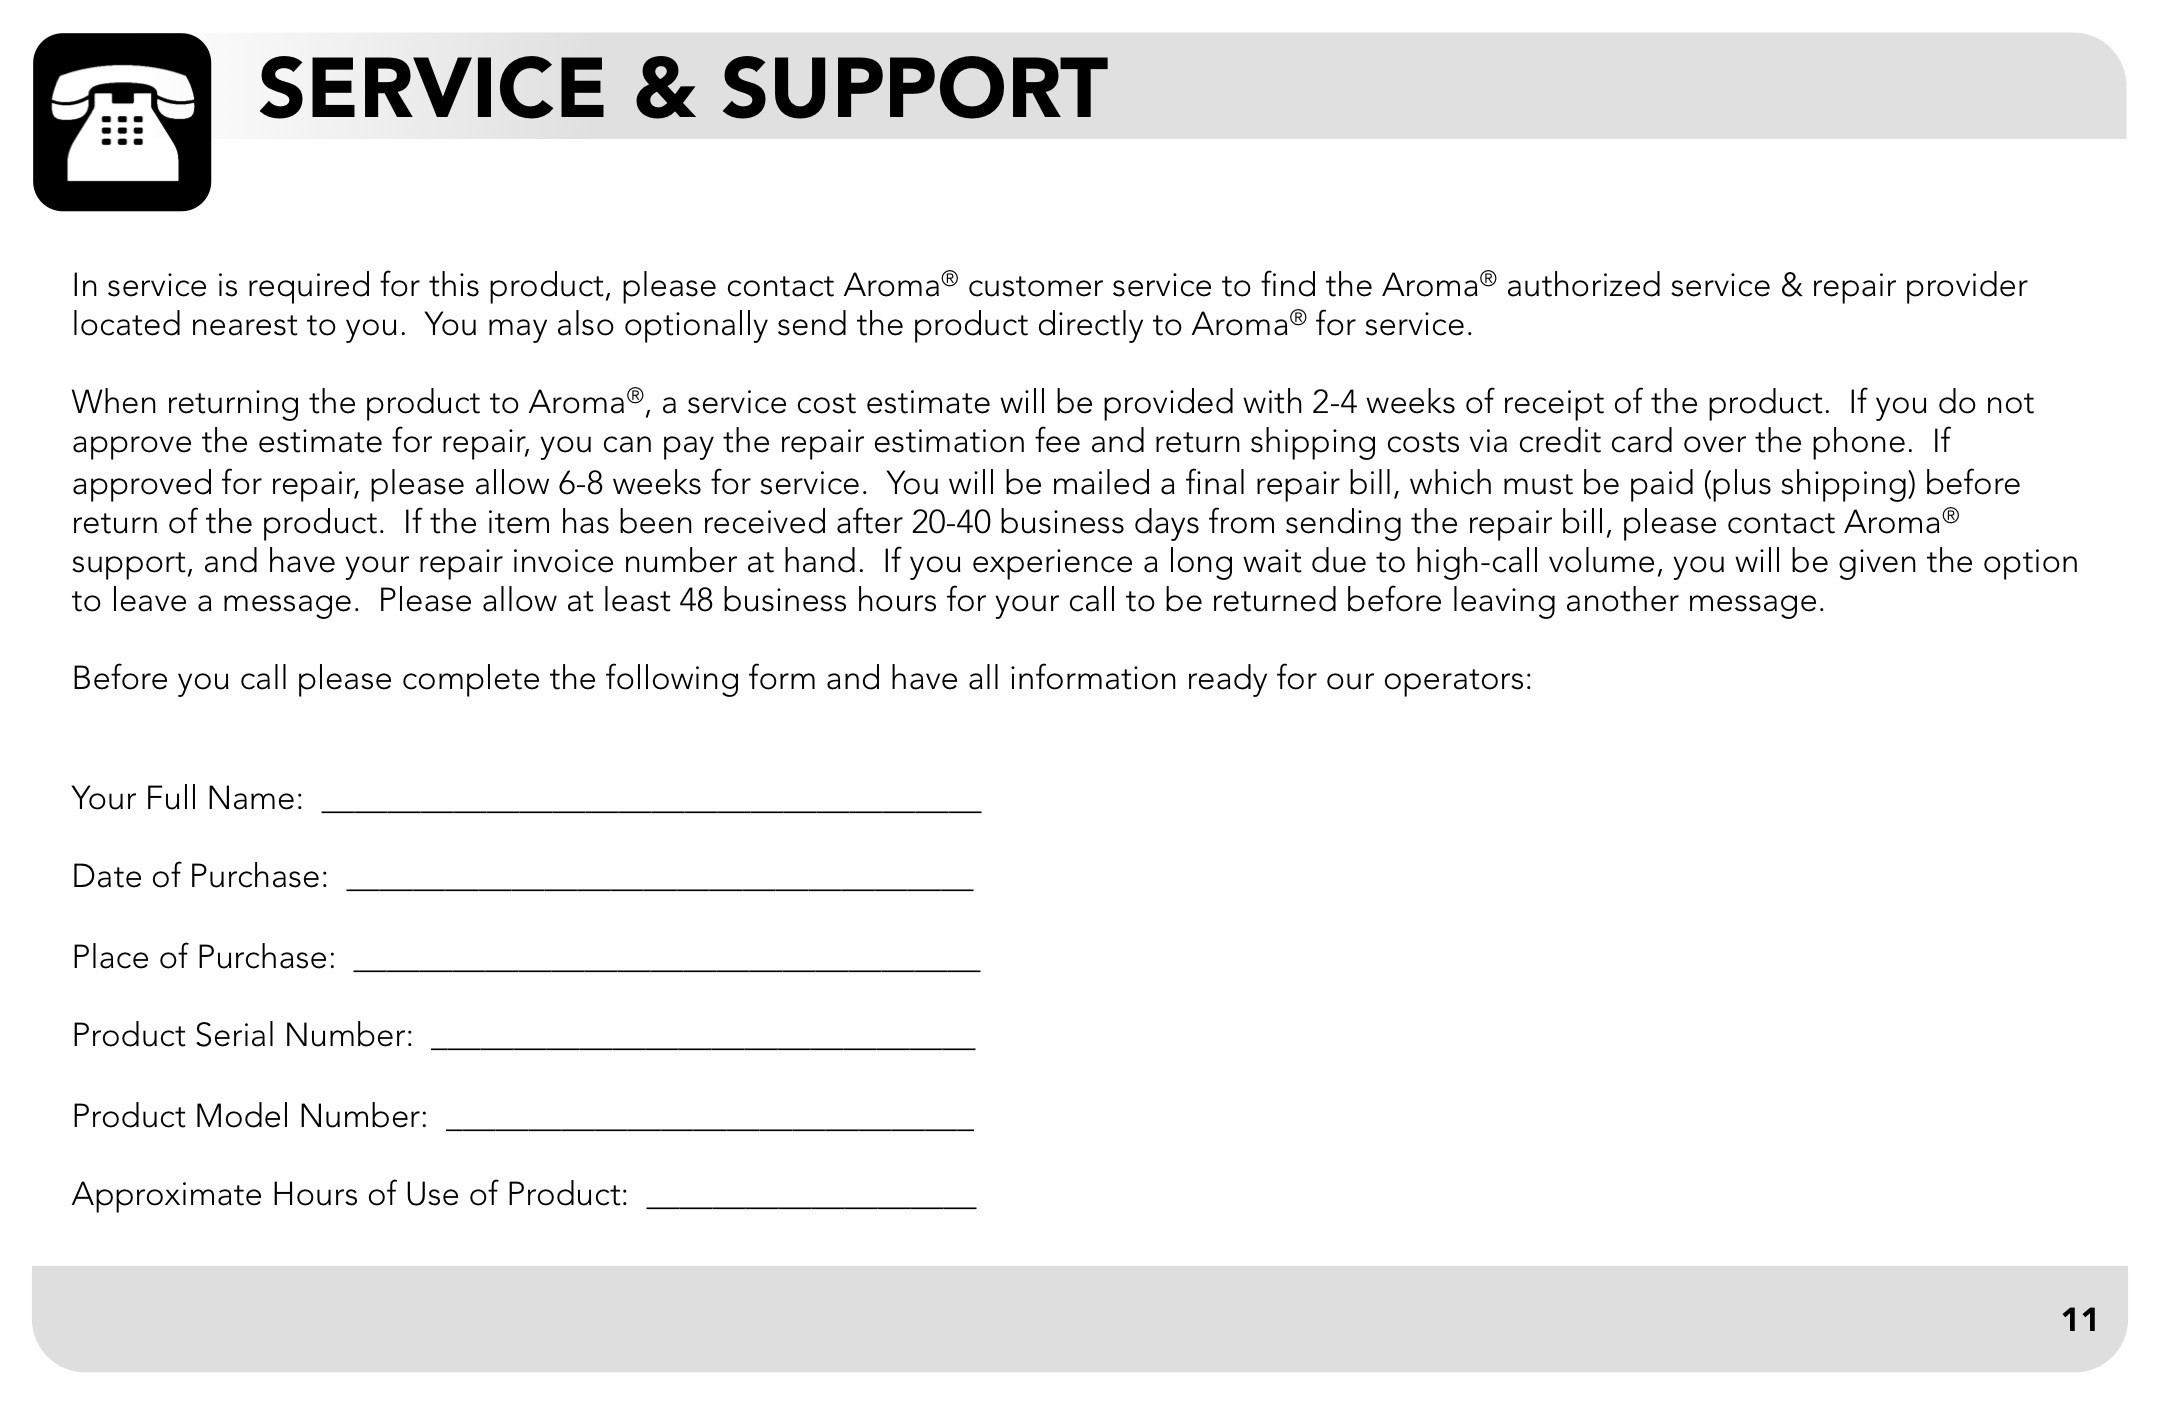 SERVICE & SUPPORT
In service is required for this product, please contact Aroma® customer service to find the Aroma® authorized service & repair provider
located nearest to you.  You may also optionally send the product directly to Aroma® for service.
When returning the product to Aroma®, a service cost estimate will be provided with 2-4 weeks of receipt of the product.  If you do not
approve the estimate for repair, you can pay the repair estimation fee and return shipping costs via credit card over the phone.  If
approved for repair, please allow 6-8 weeks for service.  You will be mailed a final repair bill, which must be paid (plus shipping) before
return of the product.  If the item has been received after 20-40 business days from sending the repair bill, please contact Aroma®
support, and have your repair invoice number at hand.  If you experience a long wait due to high-call volume, you will be given the option
to leave a message.  Please allow at least 48 business hours for your call to be returned before leaving another message.
Before you call please complete the following form and have all information ready for our operators:
Your Full Name:  ________________________________________
Date of Purchase:  ______________________________________
Place of Purchase:  ______________________________________
Product Serial Number:  _________________________________
Product Model Number:  ________________________________
Approximate Hours of Use of Product:  ____________________
11